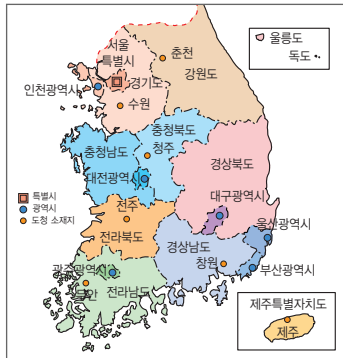 서울
특별시
춘천
울릉도
독도
경기도
강원도
인천광역시
수원
충청북도
충청남도
청주
경상북도
특별시
광역시
도청 소재지
대전광역시
대구광역시
전주
울산광역시
전라북도
경상남도
광주광역시
창원
부산광역시
무안
전라남도
제주특별자치도
제주